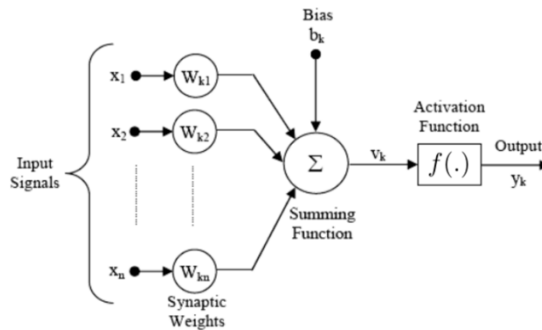 Bias
bₖ
x₁
Wₖ₁
x₂
Wₖ₂
Input
Signals
Σ
vₖ
Activation
Function
f(.)
Output
yₖ
Summing
Function
xₙ
Wₖₙ
Synaptic
Weights